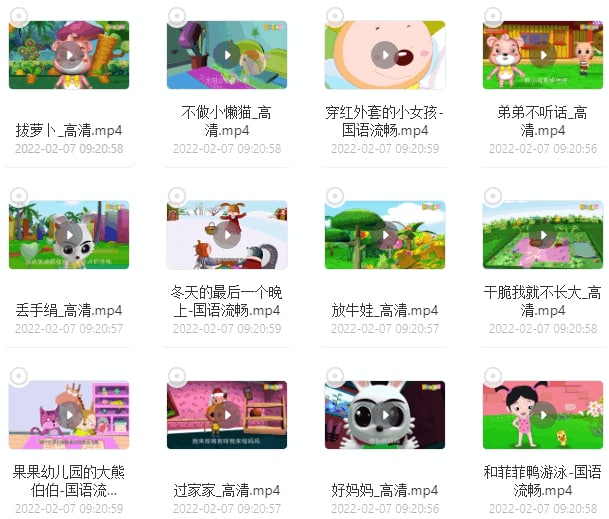 拔萝卜_高清.mp4
2022-02-07 09:20:58
不做小懒猫_高
清.mp4
2022-02-07 09:20:58
穿红外套的小女孩-
国语流畅.mp4
2022-02-07 09:20:59
弟弟不听话_高
清.mp4
2022-02-07 09:20:56
丢手绢_高清.mp4
2022-02-07 09:20:57
冬天的最后一个晚
上-国语流畅.mp4
2022-02-07 09:20:59
放牛娃_高清.mp4
2022-02-07 09:20:57
干脆我就不长大_高
清.mp4
2022-02-07 09:20:58
果果幼儿园的大熊
伯伯-国语流...
2022-02-07 09:20:59
过家家_高清.mp4
2022-02-07 09:20:57
好妈妈_高清.mp4
2022-02-07 09:20:56
和菲菲鸭游泳-国语
流畅.mp4
2022-02-07 09:20:58